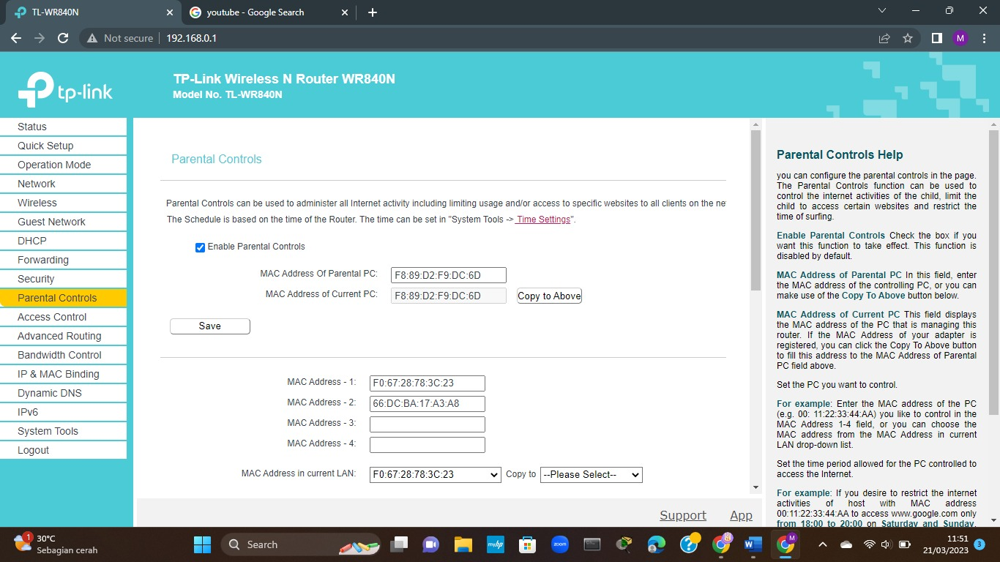 TL-WR840N
youtube - Google Search
Not secure
192.168.0.1
M
tp-link
TP-Link Wireless N Router WR840N
Model No. TL-WR840N
Status
Quick Setup
Operation Mode
Network
Wireless
Guest Network
DHCP
Forwarding
Security
Parental Controls
Access Control
Advanced Routing
Bandwidth Control
IP & MAC Binding
Dynamic DNS
IPv6
System Tools
Logout
Parental Controls
Parental Controls can be used to administer all Internet activity including limiting usage and/or access to specific websites to all clients on the ne
The Schedule is based on the time of the Router. The time can be set in "System Tools -> Time Settings".
Enable Parental Controls
MAC Address Of Parental PC: F8:89:D2:F9:DC:6D
MAC Address of Current PC: F8:89:D2:F9:DC:6D Copy to Above
Save
MAC Address - 1: F0:67:28:78:3C:23
MAC Address - 2: 66:DC:BA:17:A3:A8
MAC Address - 3:
MAC Address - 4:
MAC Address in current LAN: F0:67:28:78:3C:23 Copy to --Please Select--
Support App
Parental Controls Help
you can configure the parental controls in the page.
The Parental Controls function can be used to
control the internet activities of the child, limit the
child to access certain websites and restrict the
time of surfing.
Enable Parental Controls Check the box if you
want this function to take effect. This function is
disabled by default.
MAC Address of Parental PC In this field, enter
the MAC address of the controlling PC, or you can
make use of the Copy To Above button below.
MAC Address of Current PC This field displays
the MAC address of the PC that is managing this
router. If the MAC Address of your adapter is
registered, you can click the Copy To Above button
to fill this address to the MAC Address of Parental
PC field above.
Set the PC you want to control.
For example: Enter the MAC address of the PC
(e.g. 00: 11:22:33:44:AA) you like to control in the
MAC Address 1-4 field, or you can choose the
MAC address from the MAC Address in current
LAN drop-down list.
Set the time period allowed for the PC controlled to
access the Internet.
For example: If you desire to restrict the internet
activities of host with MAC address
00:11:22:33:44:AA to access www.google.com only
from 18:00 to 20:00 on Saturday and Sunday,
1
30°C
Sebagian cerah
Search
myhp
zoom
M
11:51
21/03/2023
3